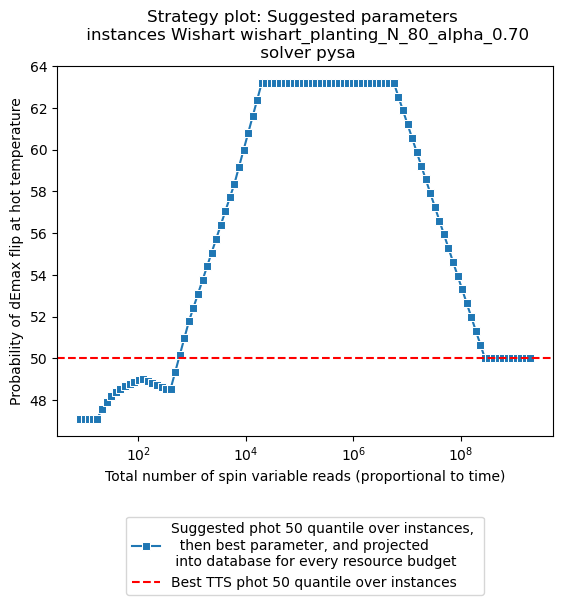 Strategy plot: Suggested parameters
instances Wishart wishart_planting_N_80_alpha_0.70
solver pysa
64
62
60
58
56
54
52
50
48
Probability of dEmax flip at hot temperature
10^2
10^4
10^6
10^8
Total number of spin variable reads (proportional to time)
Suggested phot 50 quantile over instances,
then best parameter, and projected
into database for every resource budget
Best TTS phot 50 quantile over instances